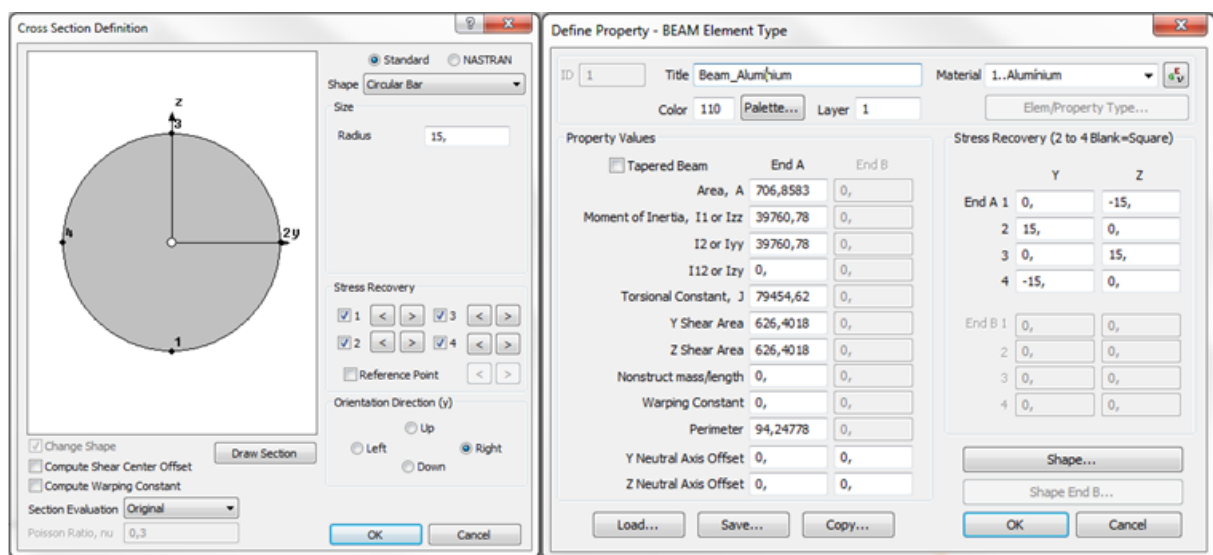 Cross Section Definition
Standard NASTRAN
Shape Circular Bar
Size
Radius 15,
z
3
4 2y
1
Stress Recovery
1 < > 3 < >
2 < > 4 < >
Reference Point < >
Orientation Direction (y)
Up
Left Right
Down
Change Shape
Draw Section
Compute Shear Center Offset
Compute Warping Constant
Section Evaluation Original
Poisson Ratio, nu 0,3
OK Cancel
Define Property - BEAM Element Type
ID 1 Title Beam_Aluminium Material 1..Aluminium
Color 110 Palette... Layer 1 Elem/Property Type...
Property Values
Tapered Beam End A End B
Area, A 706,8583 0,
Moment of Inertia, I1 or Izz 39760,78 0,
I2 or Iyy 39760,78 0,
I12 or Izy 0, 0,
Torsional Constant, J 79454,62 0,
Y Shear Area 626,4018 0,
Z Shear Area 626,4018 0,
Nonstruct mass/length 0, 0,
Warping Constant 0, 0,
Perimeter 94,24778 0,
Y Neutral Axis Offset 0, 0,
Z Neutral Axis Offset 0, 0,
Load... Save... Copy...
Stress Recovery (2 to 4 Blank=Square)
Y Z
End A 1 0, -15,
2 15, 0,
3 0, 15,
4 -15, 0,
End B 1 0, 0,
2 0, 0,
3 0, 0,
4 0, 0,
Shape...
Shape End B...
OK Cancel